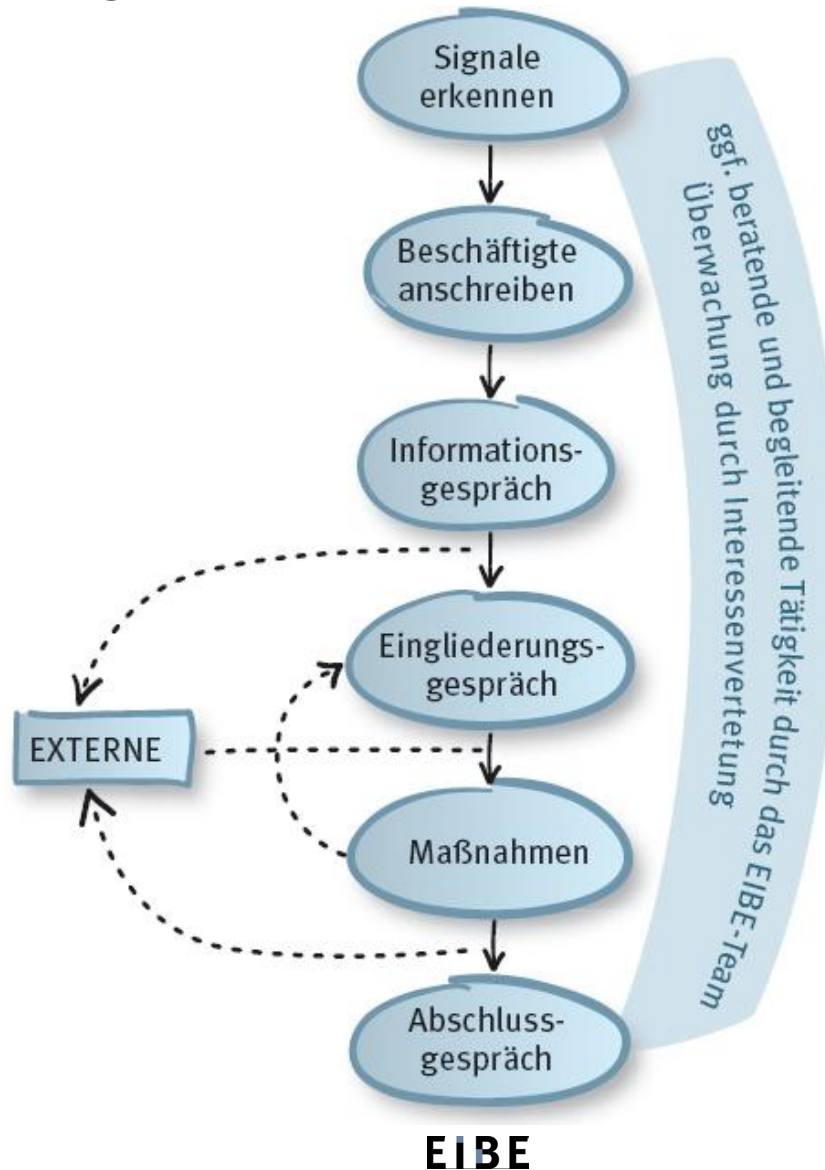 Signale
erkennen
Beschäftigte
anschreiben
Informations-
gespräch
Eingliederungs-
gespräch
EXTERNE
Maßnahmen
Abschluss-
gespräch
ggf. beratende und begleitende Tätigkeit durch das EIBE-Team
Überwachung durch Interessenvertetung
EIBE